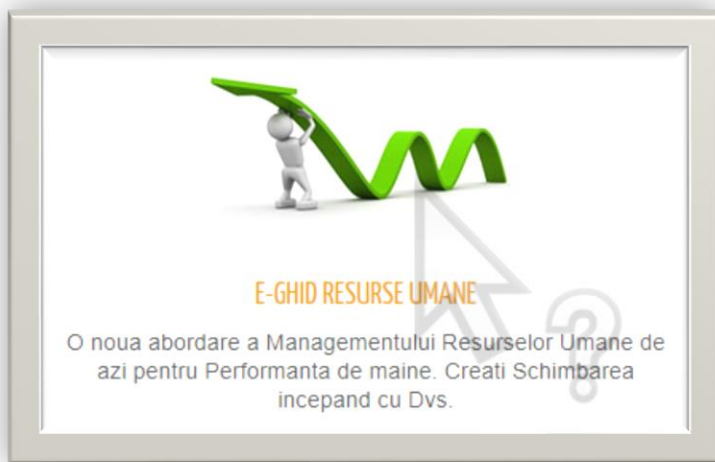 E-GHID RESURSE UMANE
O noua abordare a Managementului Resurselor Umane de
azi pentru Performanta de maine. Creati Schimbarea
incepand cu Dvs.